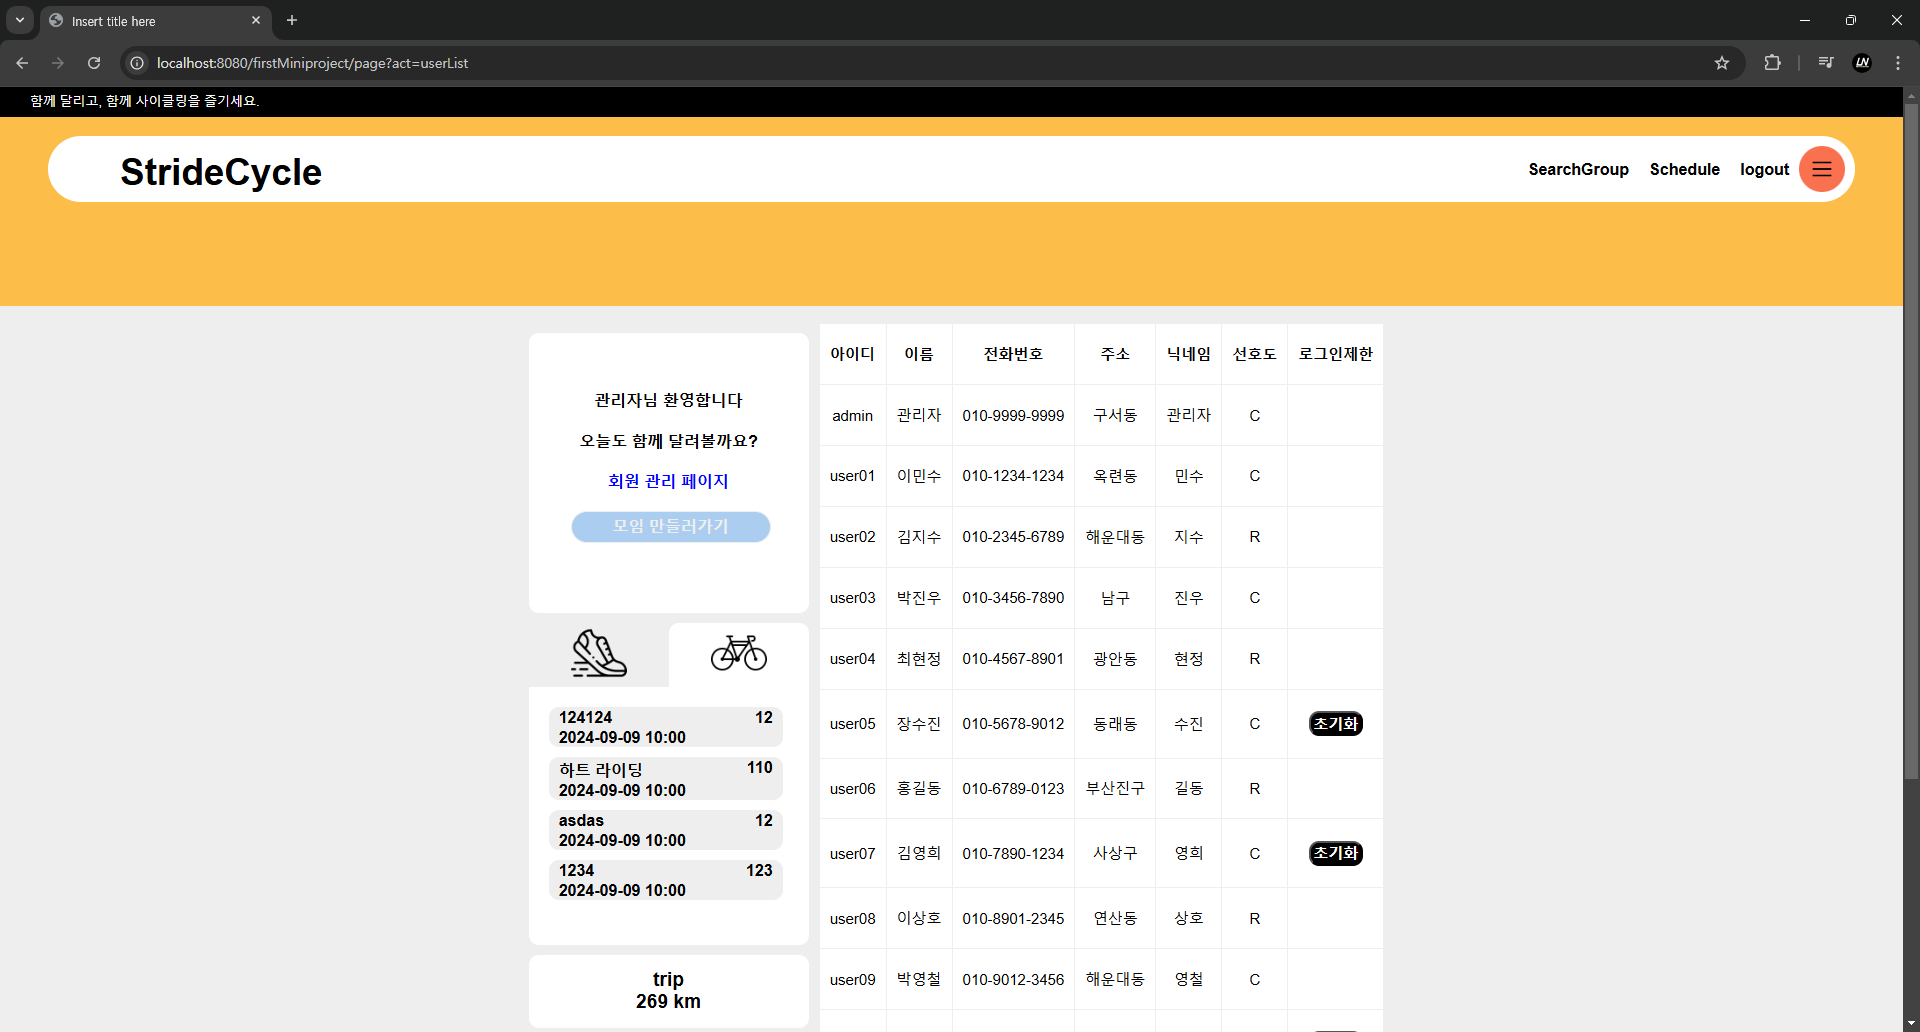 Insert title here
localhost:8080/firstMiniproject/page?act=userList
LN
함께 달리고, 함께 사이클링을 즐기세요.
StrideCycle
SearchGroup Schedule logout
관리자님 환영합니다
오늘도 함께 달려볼까요?
회원 관리 페이지
모임 만들러가기
124124 12
2024-09-09 10:00
하트 라이딩 110
2024-09-09 10:00
asdas 12
2024-09-09 10:00
1234 123
2024-09-09 10:00
trip
269 km
아이디 이름 전화번호 주소 닉네임 선호도 로그인제한
admin 관리자 010-9999-9999 구서동 관리자 C
user01 이민수 010-1234-1234 옥련동 민수 C
user02 김지수 010-2345-6789 해운대동 지수 R
user03 박진우 010-3456-7890 남구 진우 C
user04 최현정 010-4567-8901 광안동 현정 R
user05 장수진 010-5678-9012 동래동 수진 C 초기화
user06 홍길동 010-6789-0123 부산진구 길동 R
user07 김영희 010-7890-1234 사상구 영희 C 초기화
user08 이상호 010-8901-2345 연산동 상호 R
user09 박영철 010-9012-3456 해운대동 영철 C